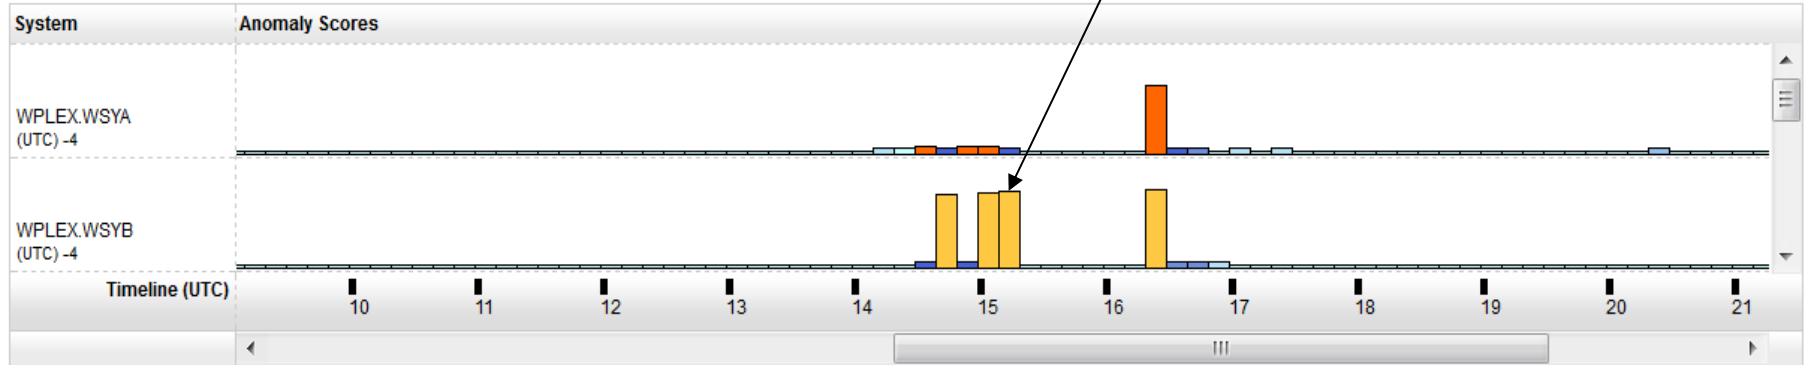 System
Anomaly Scores
WPLEX.WSYA
(UTC) -4
WPLEX.WSYB
(UTC) -4
Timeline (UTC)
10 11 12 13 14 15 16 17 18 19 20 21